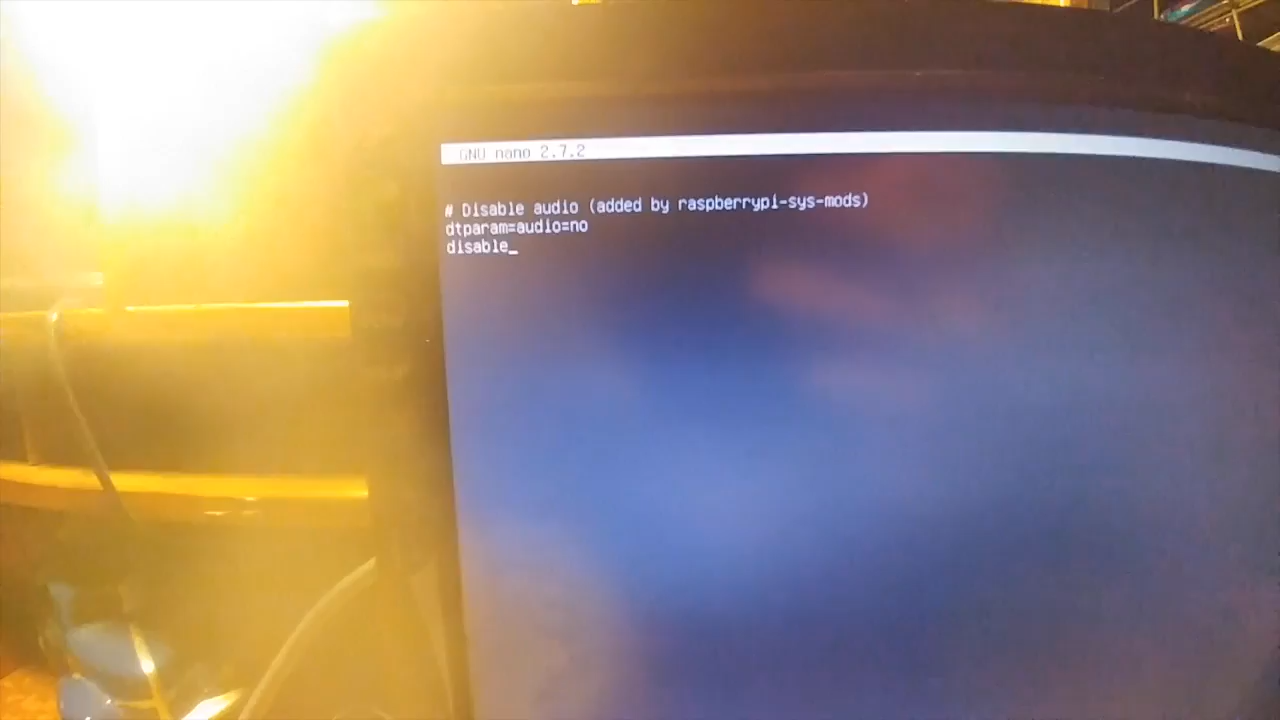 GNU nano 2.7.2
# Disable audio (added by raspberrypi-sys-mods)
dtparam=audio=no
disable_